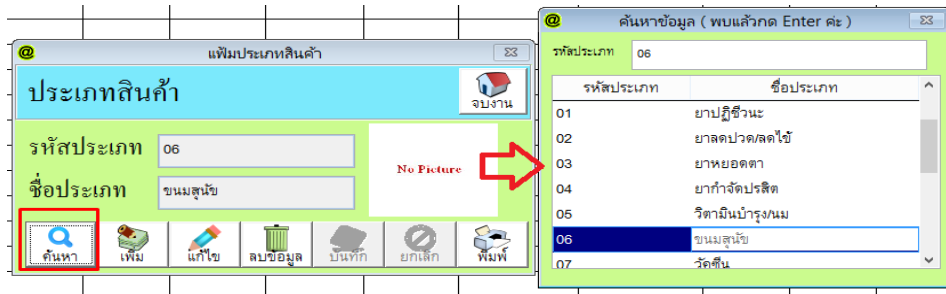 แฟ้มประเภทสินค้า
ประเภทสินค้า
จบงาน
รหัสประเภท 06
ชื่อประเภท ขนมสุนัข
No Picture
ค้นหา เพิ่ม แก้ไข ลบข้อมูล บันทึก ยกเลิก พิมพ์
ค้นหาข้อมูล ( พบแล้วกด Enter ค่ะ )
รหัสประเภท 06
รหัสประเภท ชื่อประเภท
01 ยาปฏิชีวนะ
02 ยาลดปวด/ลดไข้
03 ยาหยอดตา
04 ยากำจัดปรสิต
05 วิตามินบำรุง/นม
06 ขนมสุนัข
07 วัคซีน